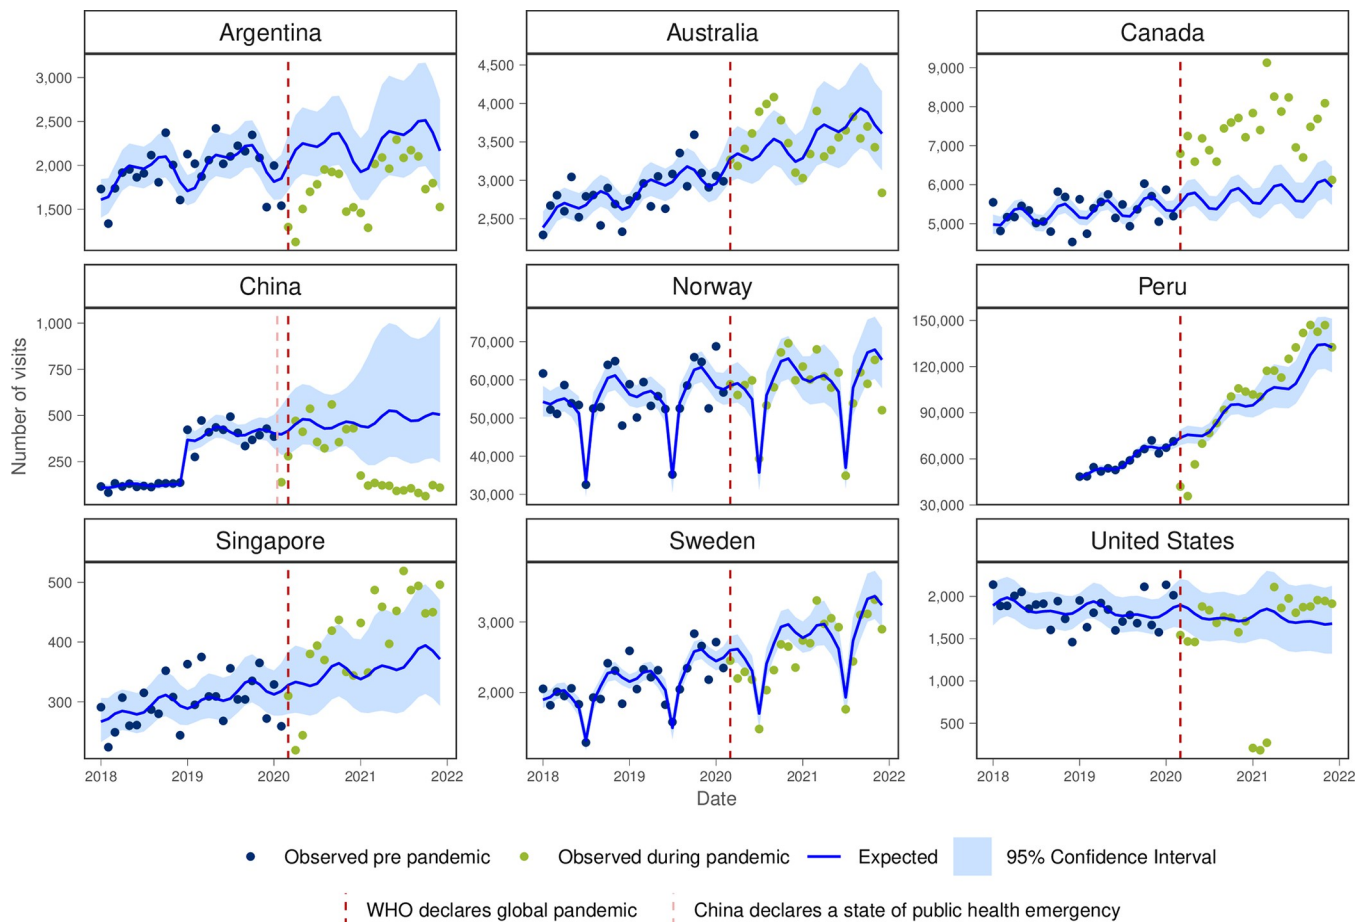 Argentina Australia Canada
3,000 4,500 9,000
2,500 4,000 8,000
2,000 3,500 7,000
1,500 3,000 6,000
2,500 5,000
China Norway Peru
1,000 70,000 150,000
750 60,000 120,000
500 50,000 90,000
250 40,000 60,000
30,000 30,000
Number of visits
Singapore Sweden United States
500 3,000 2,000
400 2,000 1,500
300 1,000
500
2018 2019 2020 2021 2022 2018 2019 2020 2021 2022 2018 2019 2020 2021 2022
Date
Observed pre pandemic Observed during pandemic Expected 95% Confidence Interval
WHO declares global pandemic China declares a state of public health emergency